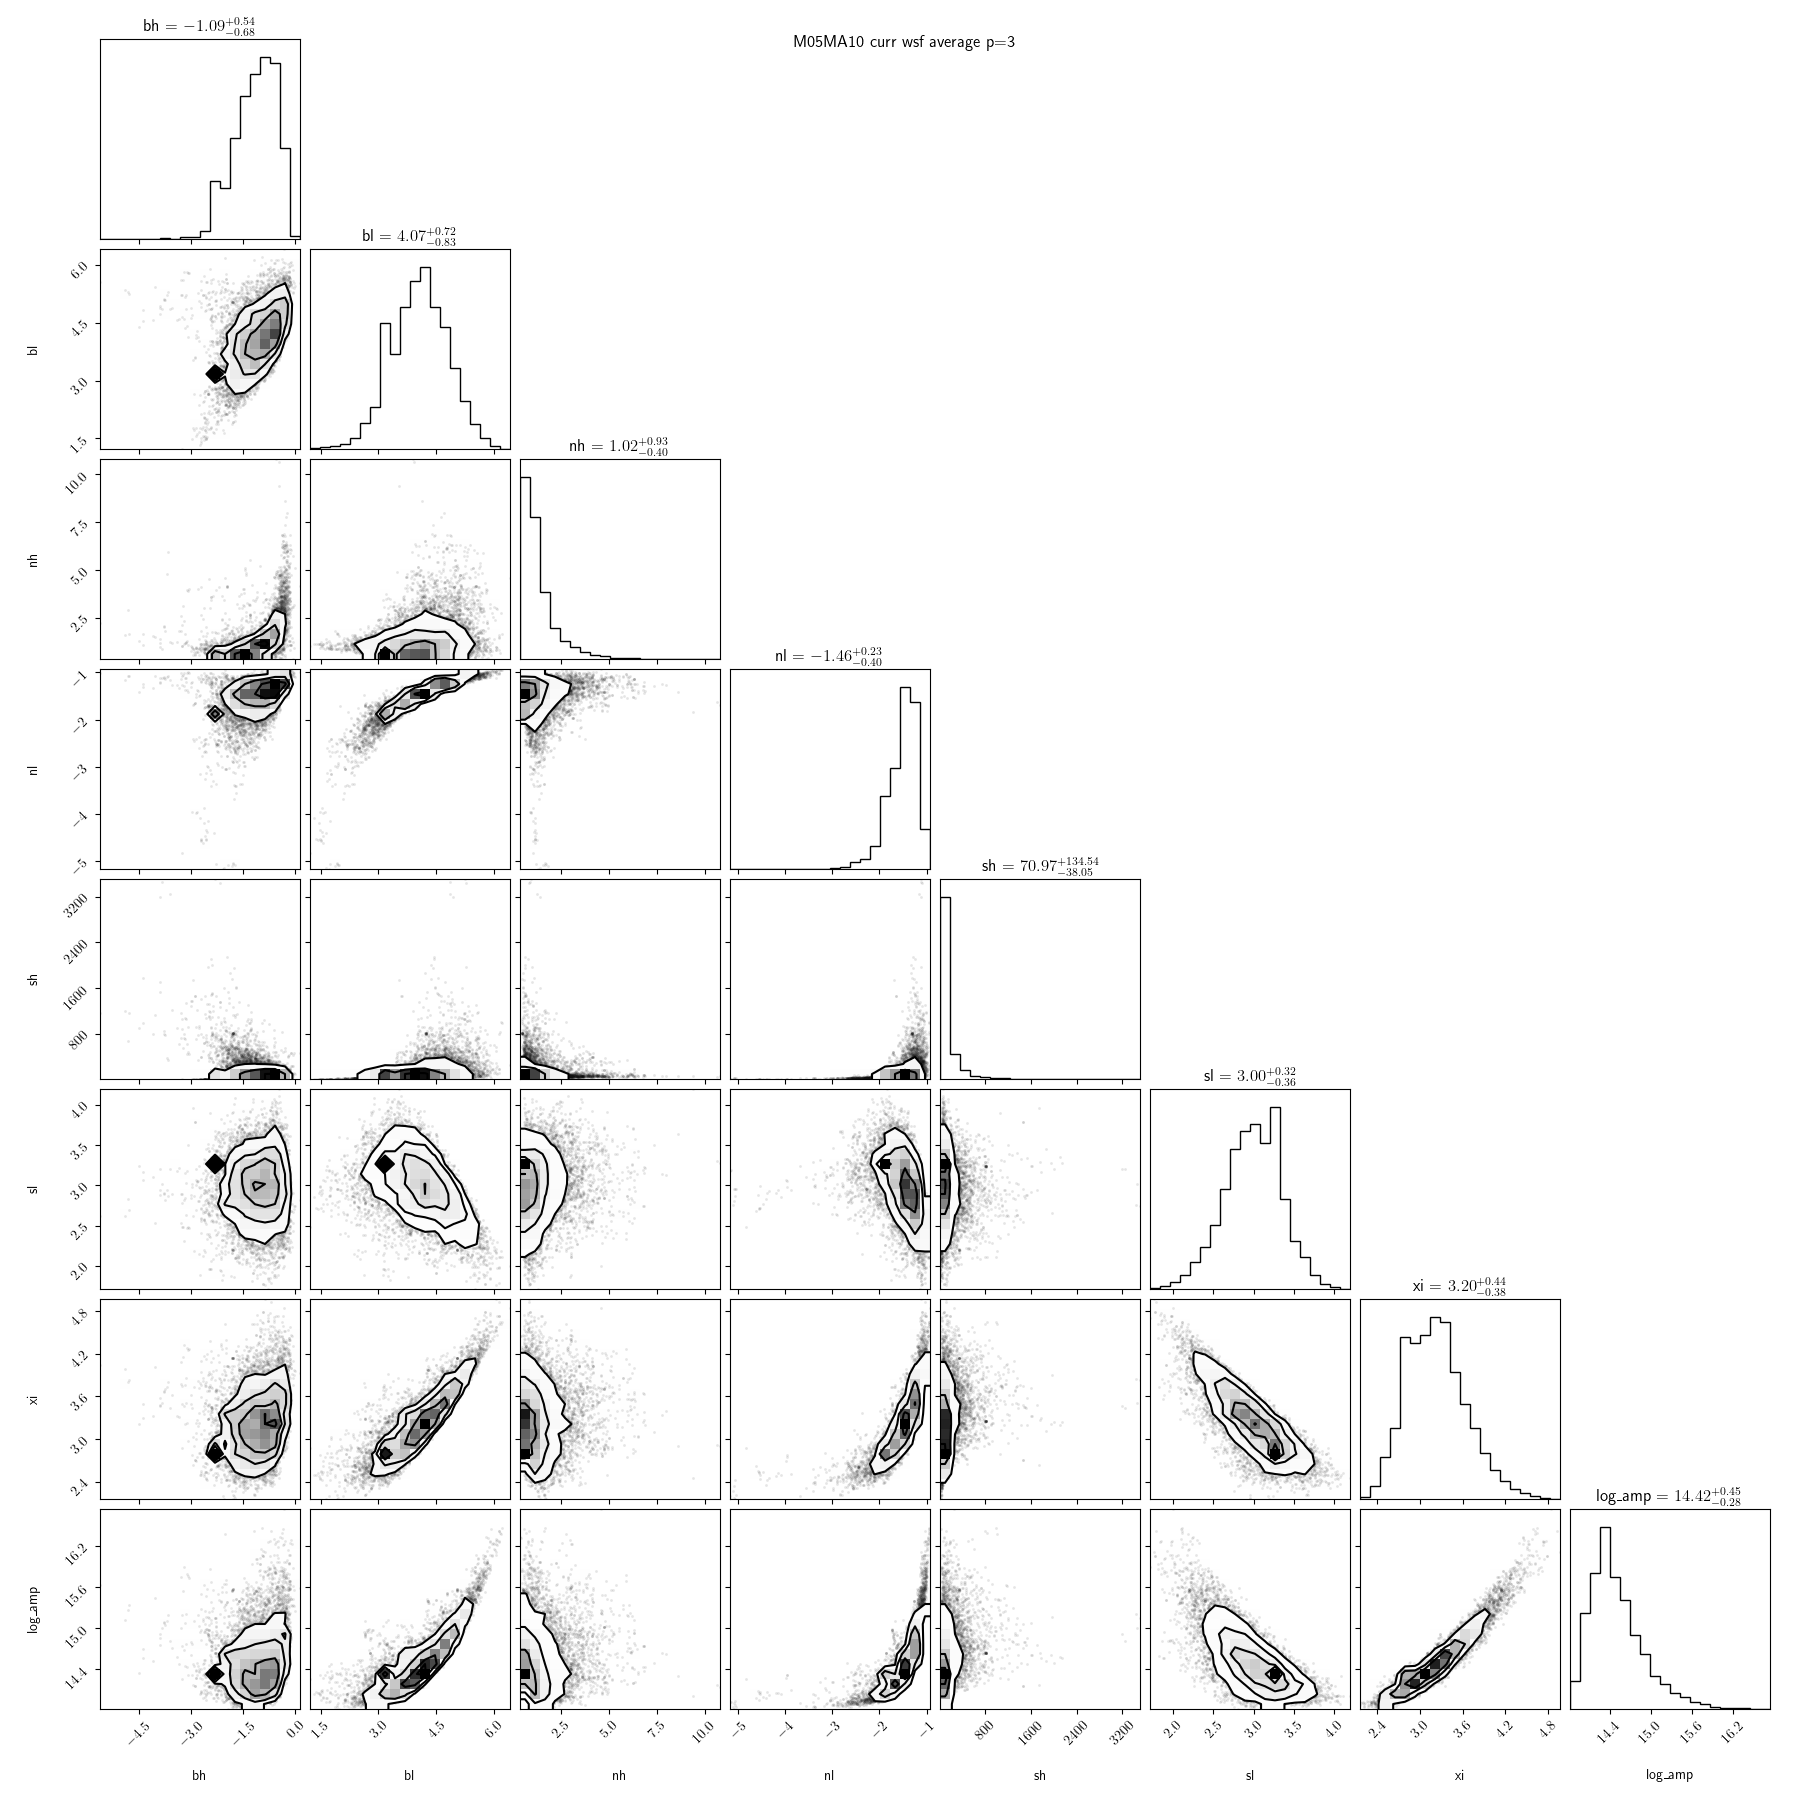 M05MA10 curr wsf average p=3
bh = −1.09+0.54−0.68
bl = 4.07+0.72−0.83
6.0
4.5
3.0
1.5
bl
nh = 1.02+0.93−0.40
10.0
7.5
5.0
2.5
nh
nl = −1.46+0.23−0.40
−1
−2
−3
−4
−5
nl
sh = 70.97+134.54−38.05
3200
2400
1600
800
sh
sl = 3.00+0.32−0.36
4.0
3.5
3.0
2.5
2.0
sl
xi = 3.20+0.44−0.38
4.8
4.2
3.6
3.0
2.4
xi
log_amp = 14.42+0.45−0.28
16.2
15.6
15.0
14.4
log_amp
−4.5 −3.0 −1.5 0.0 1.5 3.0 4.5 6.0 2.5 5.0 7.5 10.0 −5 −4 −3 −2 −1 800 1600 2400 3200 2.0 2.5 3.0 3.5 4.0 2.4 3.0 3.6 4.2 4.8 14.4 15.0 15.6 16.2
bh bl nh nl sh sl xi log_amp